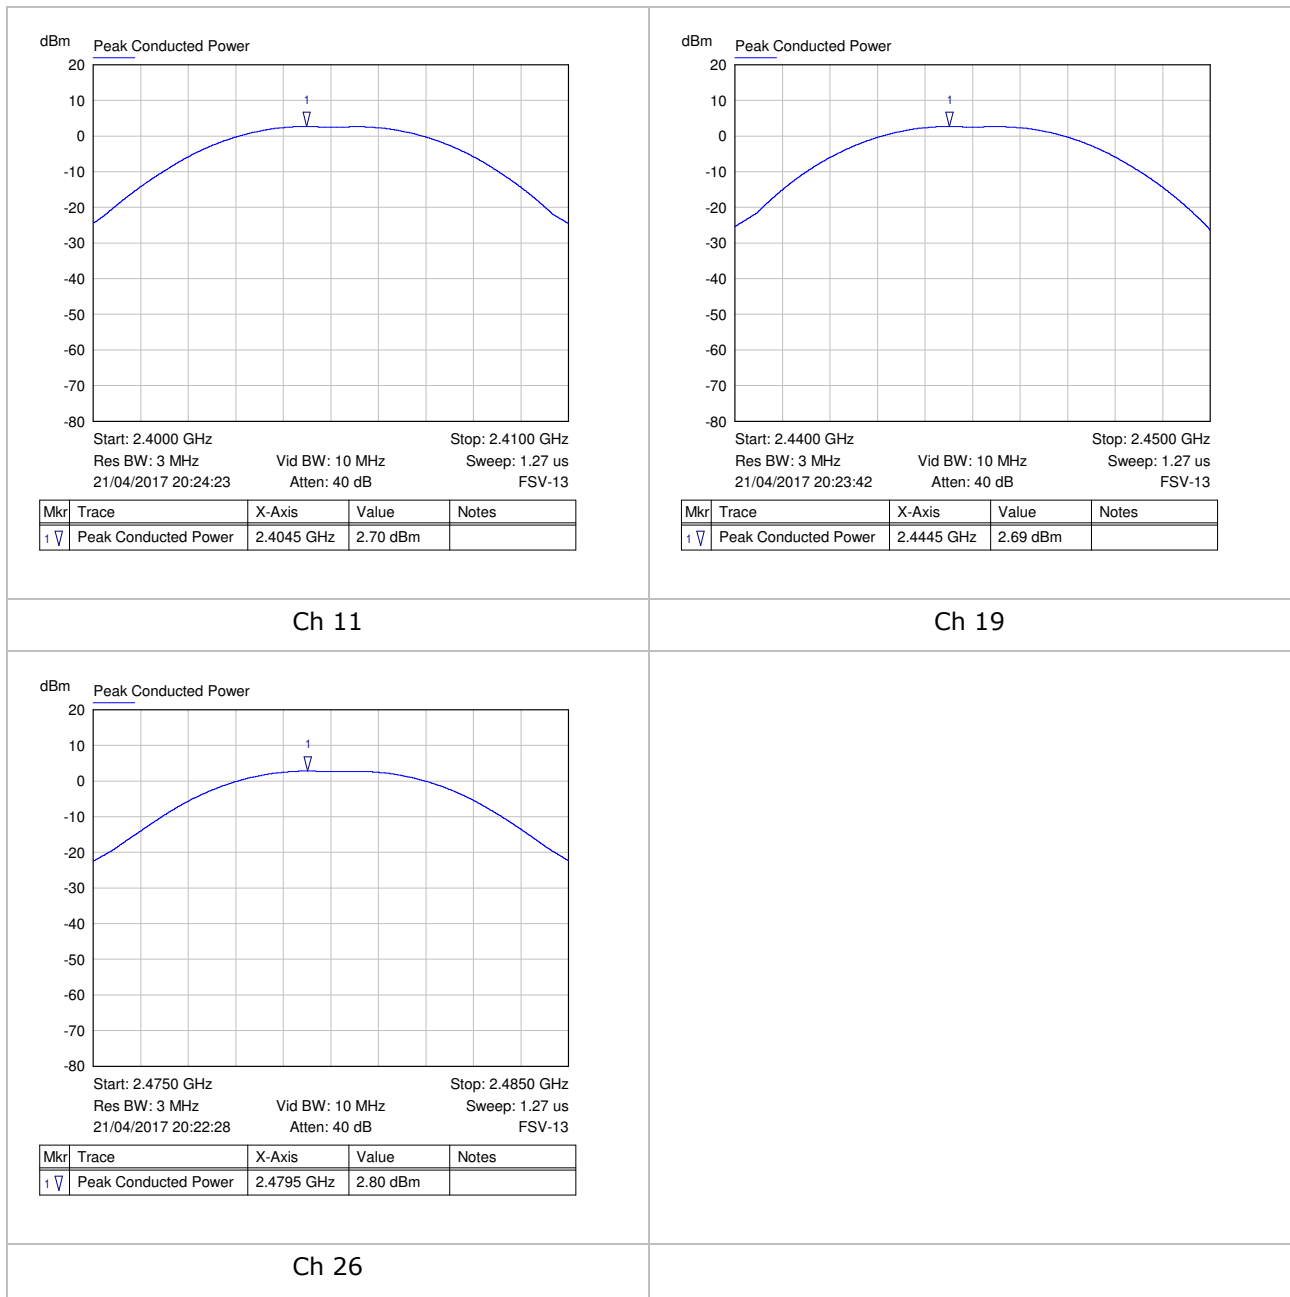 dBm Peak Conducted Power
20
10
0
-10
-20
-30
-40
-50
-60
-70
-80
1
Start: 2.4000 GHz Stop: 2.4100 GHz
Res BW: 3 MHz Vid BW: 10 MHz Sweep: 1.27 us
21/04/2017 20:24:23 Atten: 40 dB FSV-13
Mkr Trace X-Axis Value Notes
1 Peak Conducted Power 2.4045 GHz 2.70 dBm
Ch 11
dBm Peak Conducted Power
20
10
0
-10
-20
-30
-40
-50
-60
-70
-80
1
Start: 2.4400 GHz Stop: 2.4500 GHz
Res BW: 3 MHz Vid BW: 10 MHz Sweep: 1.27 us
21/04/2017 20:23:42 Atten: 40 dB FSV-13
Mkr Trace X-Axis Value Notes
1 Peak Conducted Power 2.4445 GHz 2.69 dBm
Ch 19
dBm Peak Conducted Power
20
10
0
-10
-20
-30
-40
-50
-60
-70
-80
1
Start: 2.4750 GHz Stop: 2.4850 GHz
Res BW: 3 MHz Vid BW: 10 MHz Sweep: 1.27 us
21/04/2017 20:22:28 Atten: 40 dB FSV-13
Mkr Trace X-Axis Value Notes
1 Peak Conducted Power 2.4795 GHz 2.80 dBm
Ch 26